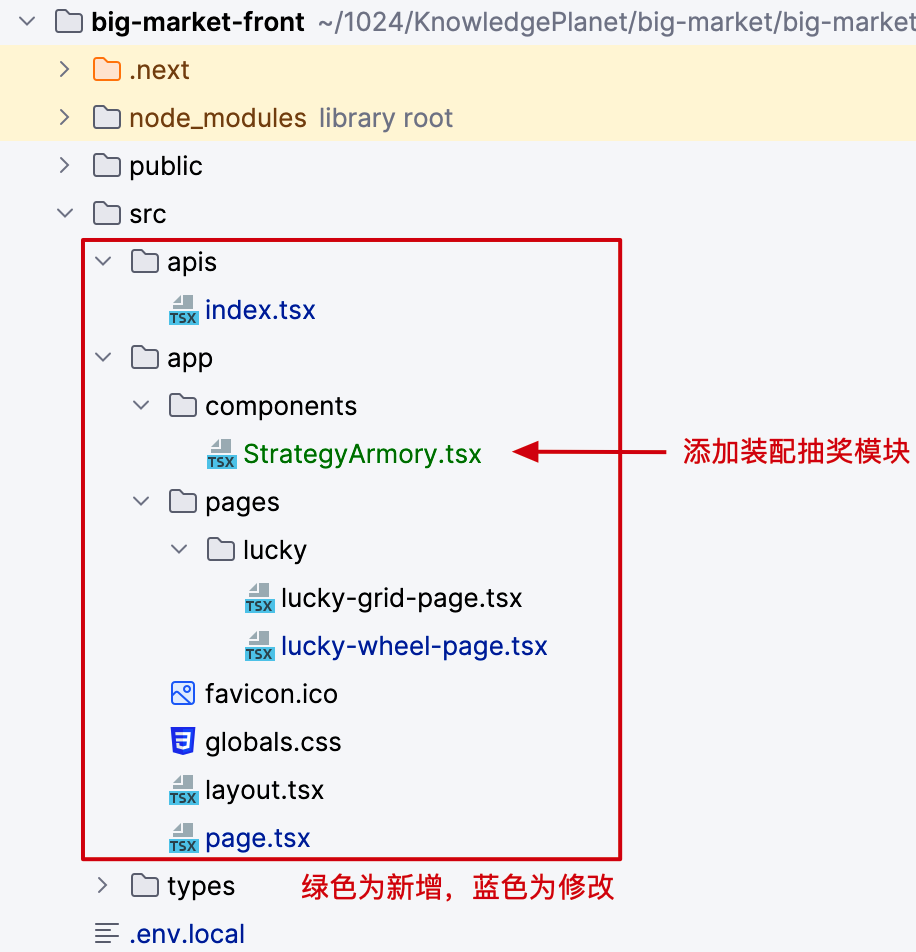 big-market-front ~/1024/KnowledgePlanet/big-market/big-market
.next
node_modules library root
public
src
apis
TSX index.tsx
app
components
TSX StrategyArmory.tsx 添加装配抽奖模块
pages
lucky
TSX lucky-grid-page.tsx
TSX lucky-wheel-page.tsx
favicon.ico
globals.css
TSX layout.tsx
TSX page.tsx
types 绿色为新增，蓝色为修改
.env.local